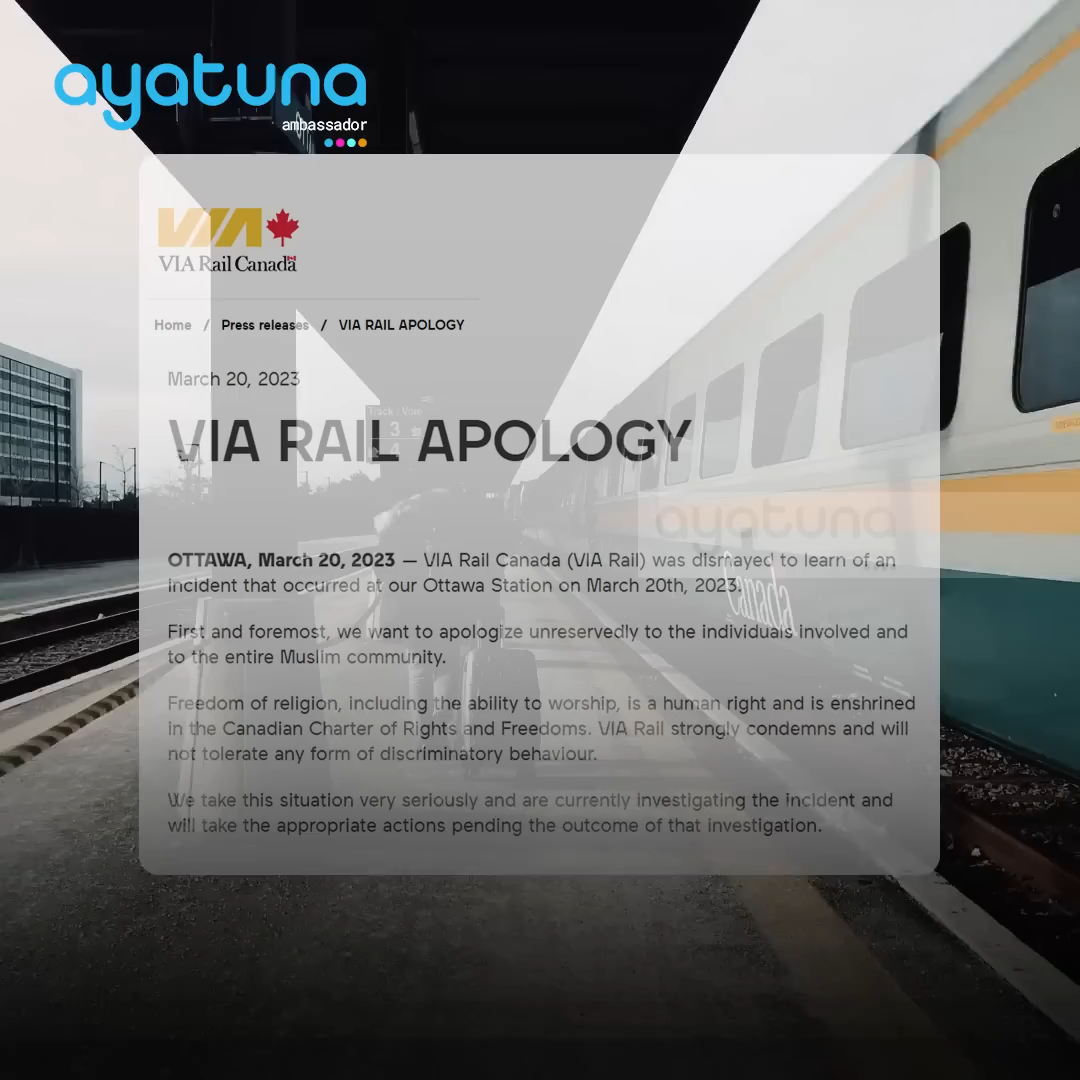 ayatuna
ambassador
VIA
VIA Rail Canada
Home / Press releases / VIA RAIL APOLOGY
March 20, 2023
Track / Voie
3
4
VIA RAIL APOLOGY
ayatuna
OTTAWA, March 20, 2023 — VIA Rail Canada (VIA Rail) was dismayed to learn of an
incident that occurred at our Ottawa Station on March 20th, 2023.
Canada
First and foremost, we want to apologize unreservedly to the individuals involved and
to the entire Muslim community.
Freedom of religion, including the ability to worship, is a human right and is enshrined
in the Canadian Charter of Rights and Freedoms. VIA Rail strongly condemns and will
not tolerate any form of discriminatory behaviour.
We take this situation very seriously and are currently investigating the incident and
will take the appropriate actions pending the outcome of that investigation.